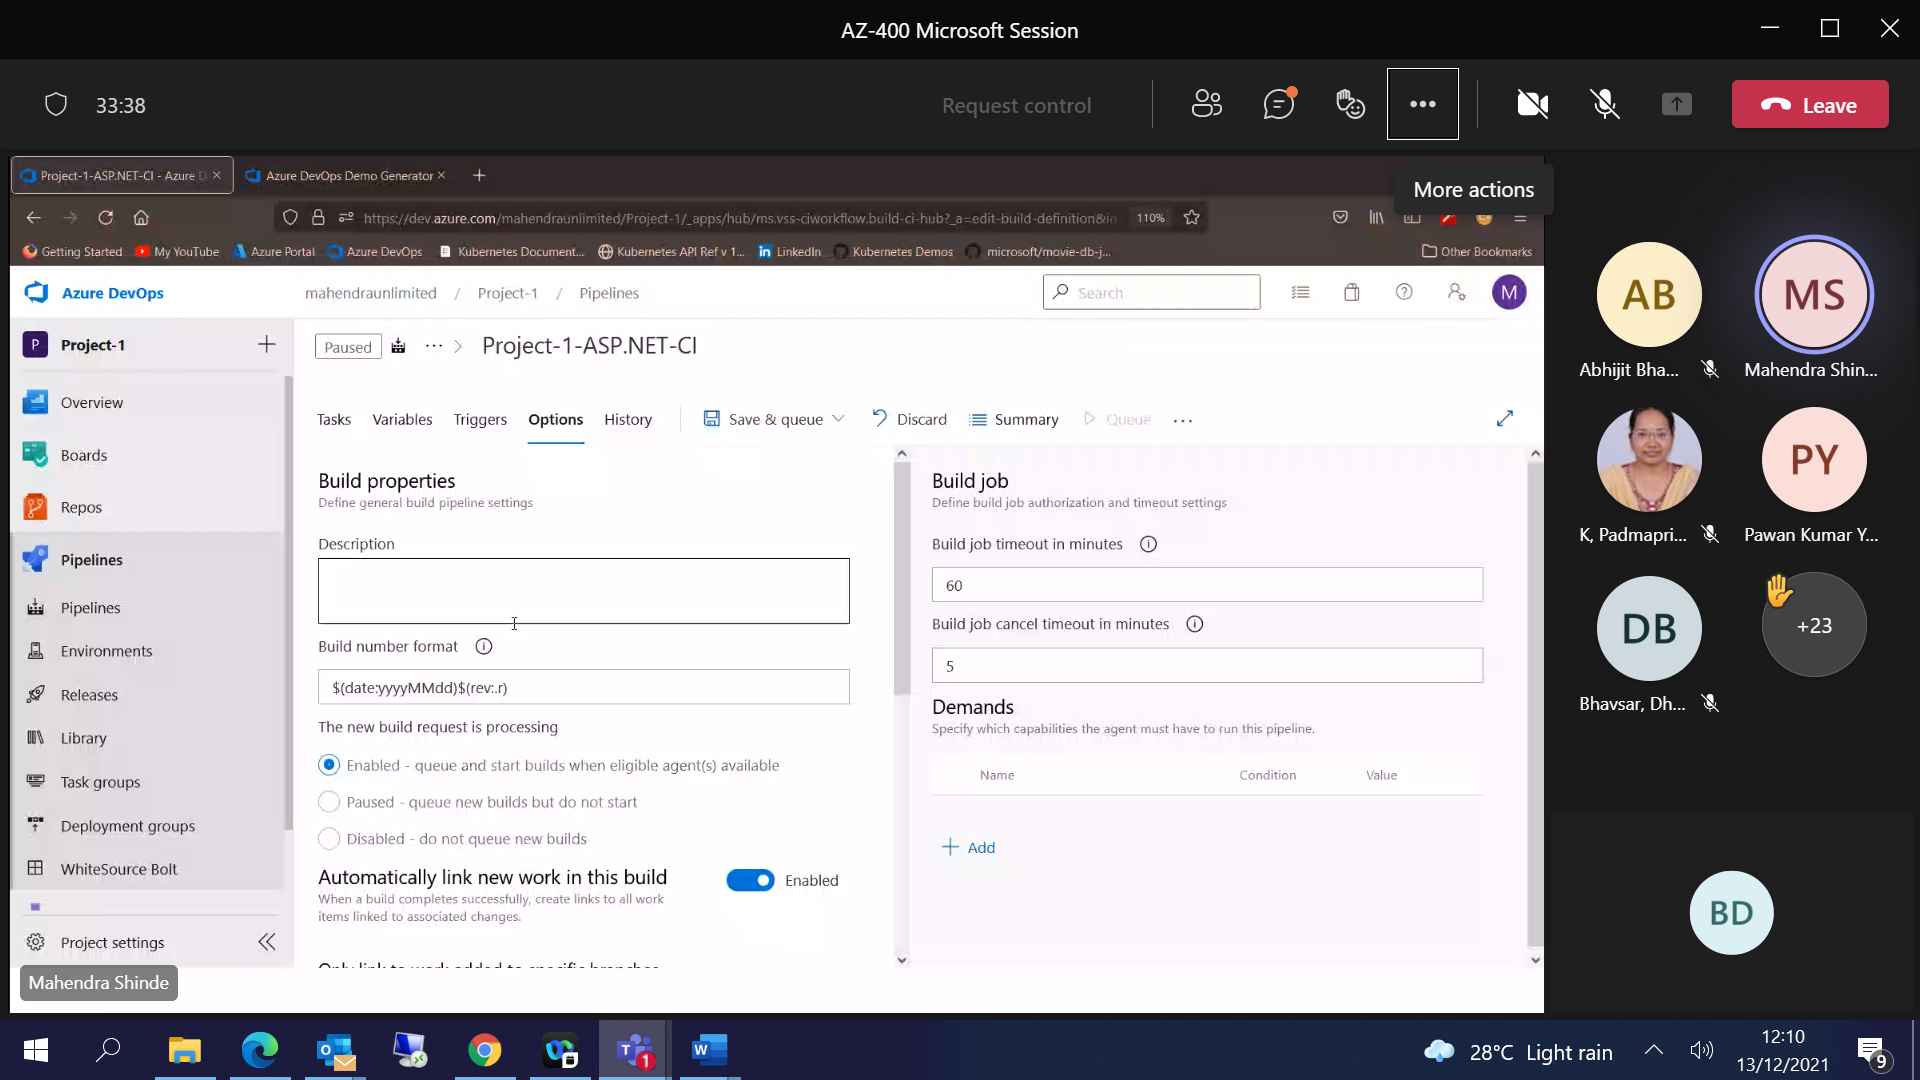 AZ-400 Microsoft Session
33:38
Request control
Leave
Project-1-ASP.NET-CI - Azure D
Azure DevOps Demo Generator
More actions
https://dev.azure.com/mahendraunlimited/Project-1/_apps/hub/ms.vss-ciworkflow.build-ci-hub?_a=edit-build-definition&id
110%
Getting Started
My YouTube
Azure Portal
Azure DevOps
Kubernetes Document...
Kubernetes API Ref v 1...
LinkedIn
Kubernetes Demos
microsoft/movie-db-j...
Other Bookmarks
Azure DevOps
mahendraunlimited / Project-1 / Pipelines
Search
M
P Project-1
Overview
Boards
Repos
Pipelines
Pipelines
Environments
Releases
Library
Task groups
Deployment groups
WhiteSource Bolt
Project settings
Mahendra Shinde
Paused
... > Project-1-ASP.NET-CI
Tasks
Variables
Triggers
Options
History
Save & queue
Discard
Summary
Queue
...
Build properties
Define general build pipeline settings
Description
Build number format
$(date:yyyyMMdd)$(rev:.r)
The new build request is processing
Enabled - queue and start builds when eligible agent(s) available
Paused - queue new builds but do not start
Disabled - do not queue new builds
Automatically link new work in this build
Enabled
When a build completes successfully, create links to all work
items linked to associated changes.
Only link to work added to specific branches
Build job
Define build job authorization and timeout settings
Build job timeout in minutes
60
Build job cancel timeout in minutes
5
Demands
Specify which capabilities the agent must have to run this pipeline.
Name
Condition
Value
+ Add
AB
Abhijit Bha...
MS
Mahendra Shin...
K, Padmapri...
PY
Pawan Kumar Y...
DB
Bhavsar, Dh...
+23
BD
28°C Light rain
12:10
13/12/2021
1
9